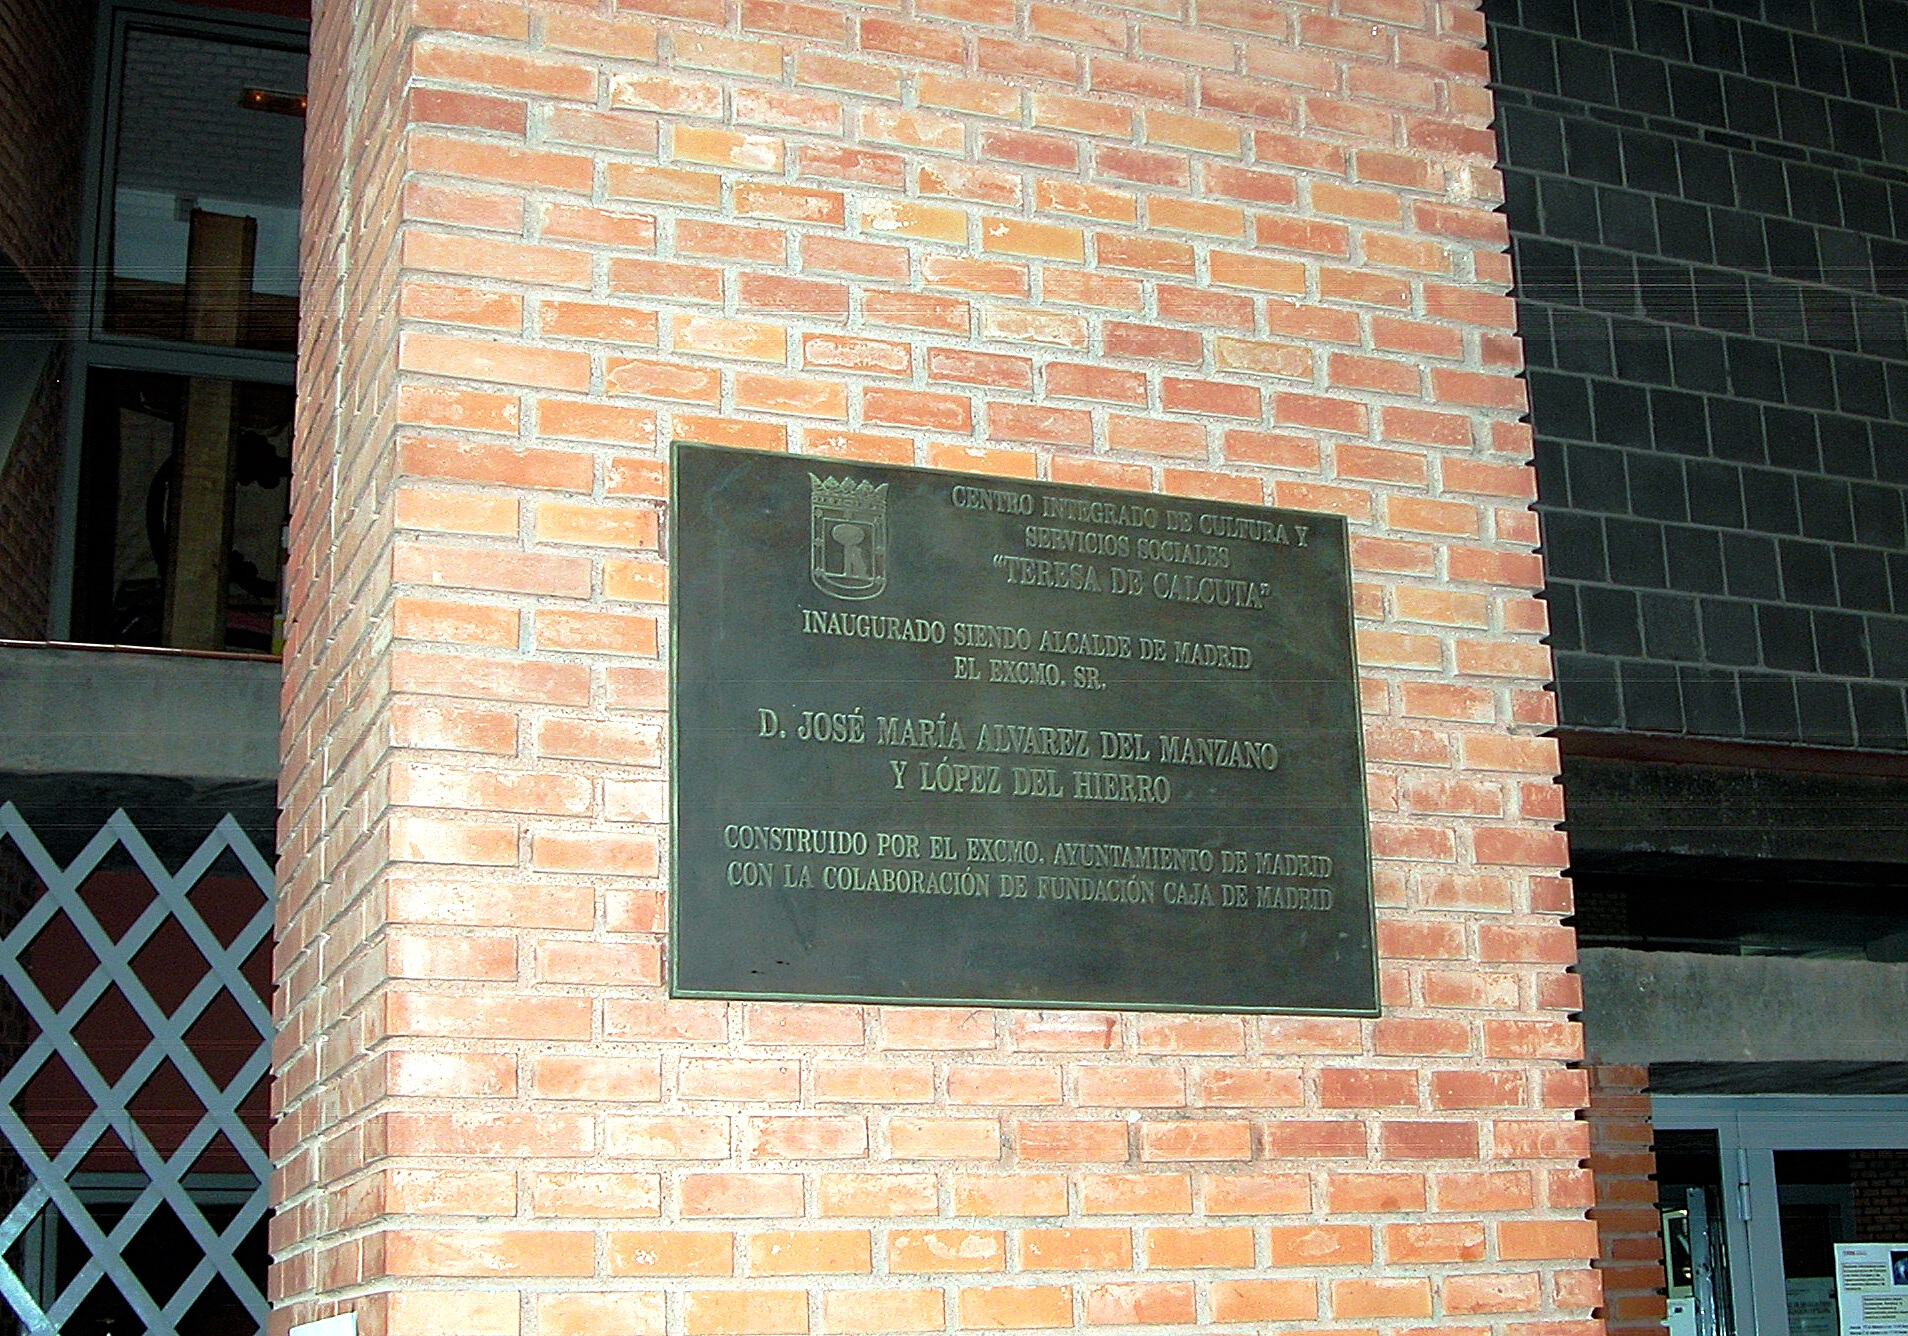 CENTRO INTEGRADO DE CULTURA Y
SERVICIOS SOCIALES
“TERESA DE CALCUTA”
INAUGURADO SIENDO ALCALDE DE MADRID
EL EXCMO. SR.
D. JOSÉ MARÍA ALVAREZ DEL MANZANO
Y LÓPEZ DEL HIERRO
CONSTRUIDO POR EL EXCMO. AYUNTAMIENTO DE MADRID
CON LA COLABORACIÓN DE FUNDACIÓN CAJA DE MADRID